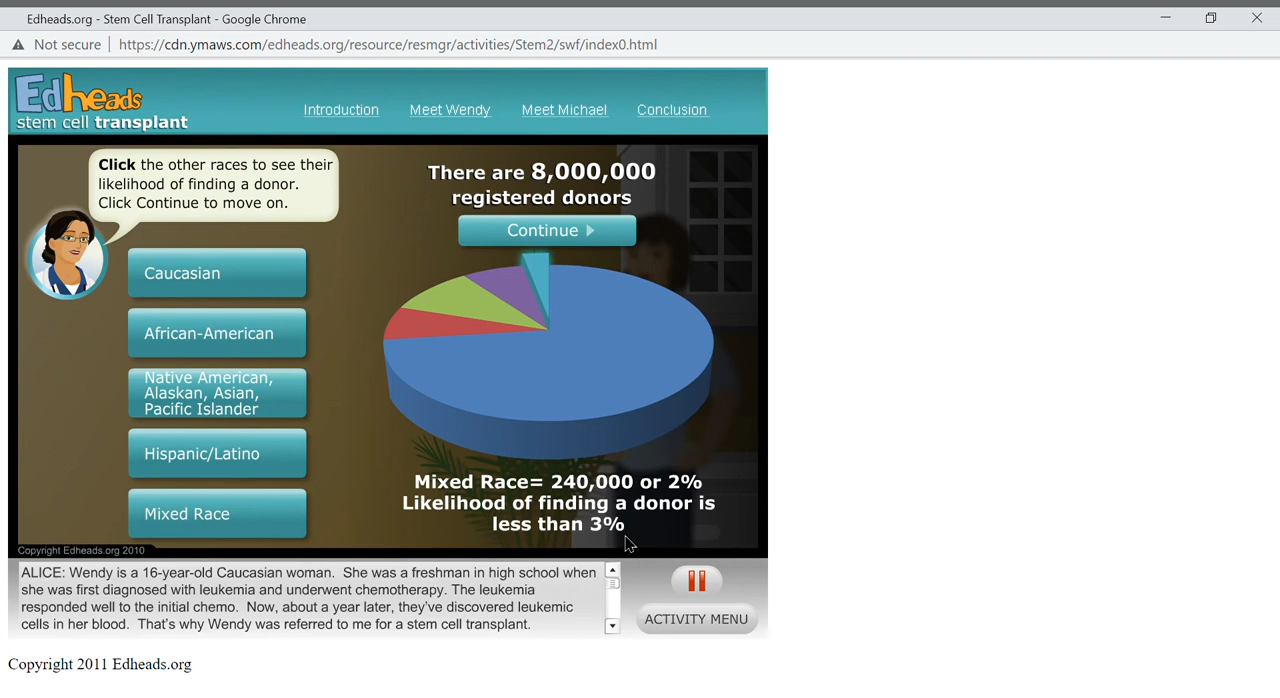 Edheads.org - Stem Cell Transplant - Google Chrome
Not secure | https://cdn.ymaws.com/edheads.org/resource/resmgr/activities/Stem2/swf/index0.html
Edheads
stem cell transplant
Introduction Meet Wendy Meet Michael Conclusion
Click the other races to see their
likelihood of finding a donor.
Click Continue to move on.
There are 8,000,000
registered donors
Continue
Caucasian
African-American
Native American,
Alaskan, Asian,
Pacific Islander
Hispanic/Latino
Mixed Race
Mixed Race= 240,000 or 2%
Likelihood of finding a donor is
less than 3%
Copyright Edheads.org 2010
ALICE: Wendy is a 16-year-old Caucasian woman. She was a freshman in high school when
she was first diagnosed with leukemia and underwent chemotherapy. The leukemia
responded well to the initial chemo. Now, about a year later, they've discovered leukemic
cells in her blood. That's why Wendy was referred to me for a stem cell transplant.
ACTIVITY MENU
Copyright 2011 Edheads.org